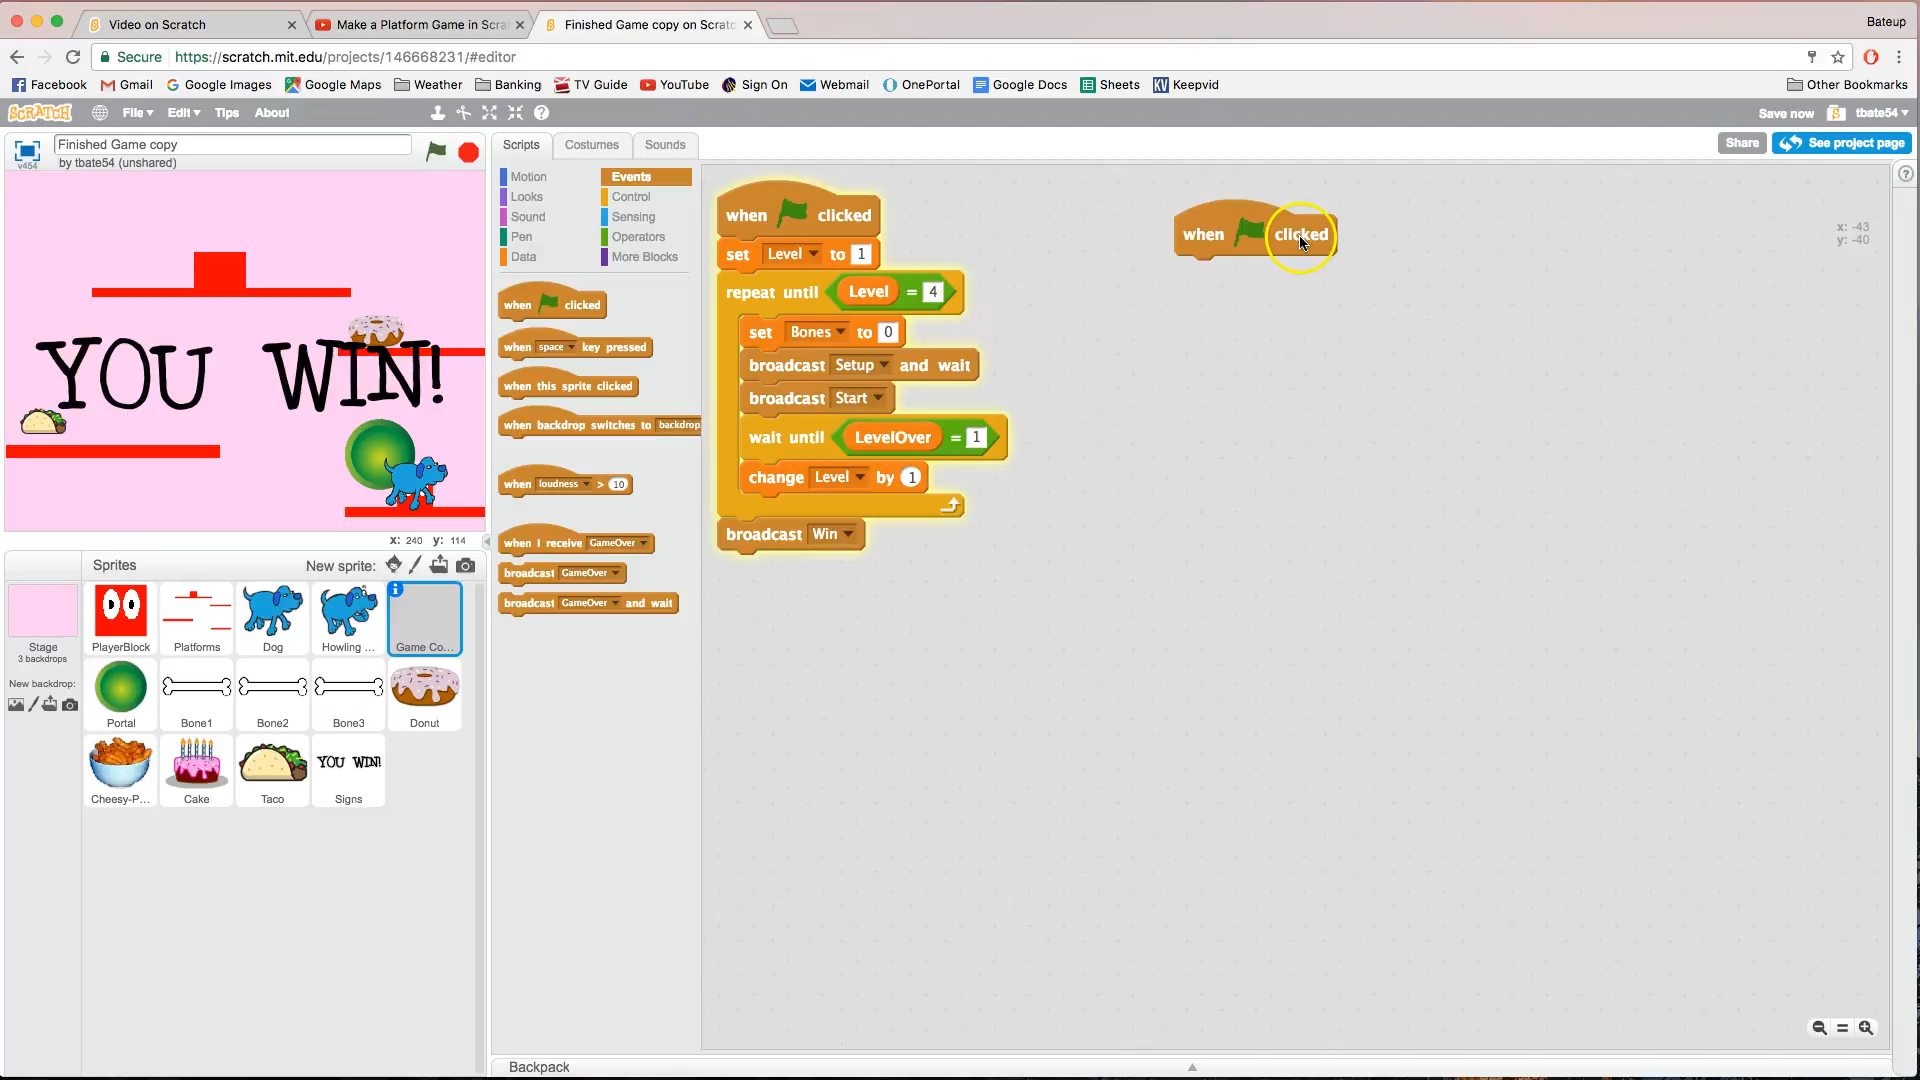 Video on Scratch
Make a Platform Game in Scra
Finished Game copy on Scratc
Bateup
Secure
https://scratch.mit.edu/projects/146668231/#editor
Facebook
Gmail
Google Images
Google Maps
Weather
Banking
TV Guide
YouTube
Sign On
Webmail
OnePortal
Google Docs
Sheets
KV Keepvid
Other Bookmarks
SCRATCH
File
Edit
Tips
About
Save now
tbate54
v454
Finished Game copy
by tbate54 (unshared)
Share
See project page
YOU WIN!
x: 240 y: 114
Scripts
Costumes
Sounds
Motion
Looks
Sound
Pen
Data
Events
Control
Sensing
Operators
More Blocks
when clicked
when space key pressed
when this sprite clicked
when backdrop switches to backdrop
when loudness > 10
when I receive GameOver
broadcast GameOver
broadcast GameOver and wait
when clicked
set Level to 1
repeat until Level = 4
set Bones to 0
broadcast Setup and wait
broadcast Start
wait until LevelOver = 1
change Level by 1
broadcast Win
when clicked
x: -43
y: -40
Sprites
New sprite:
Stage
3 backdrops
New backdrop:
PlayerBlock
Platforms
Dog
Howling ...
Game Co...
Portal
Bone1
Bone2
Bone3
Donut
Cheesy-P...
Cake
Taco
YOU WIN!
Signs
Backpack